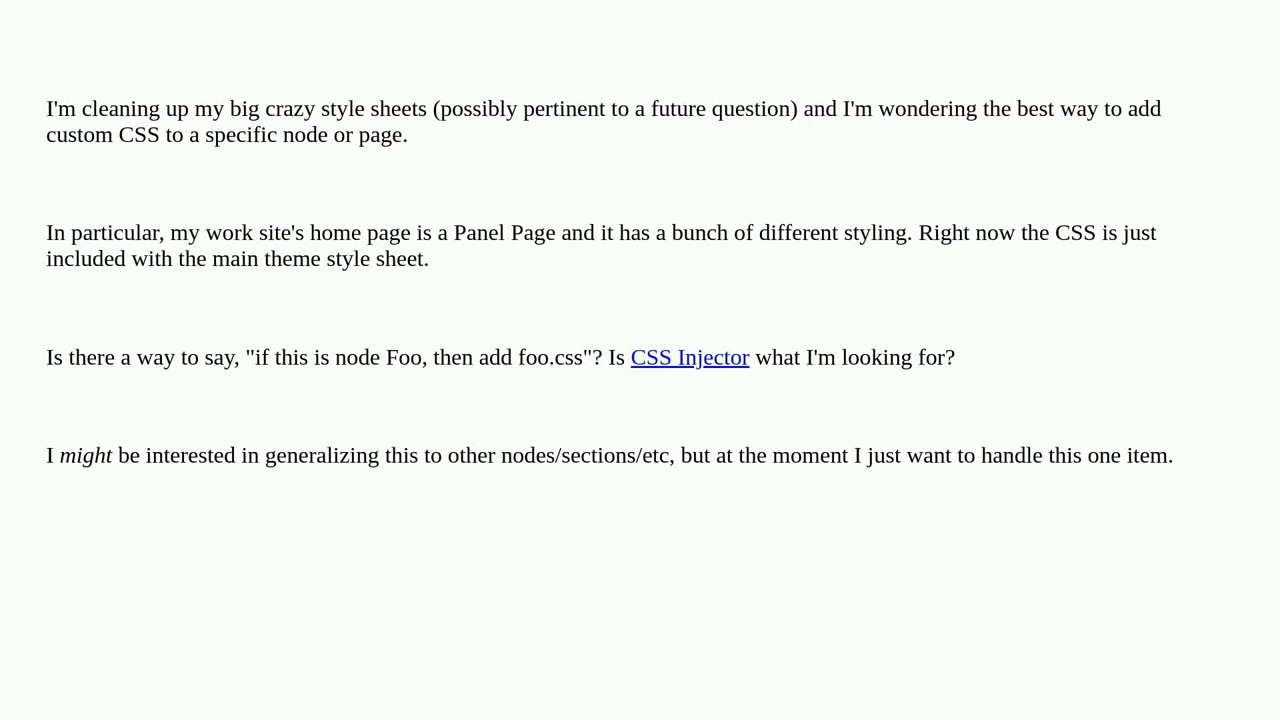 I'm cleaning up my big crazy style sheets (possibly pertinent to a future question) and I'm wondering the best way to add
custom CSS to a specific node or page.
In particular, my work site's home page is a Panel Page and it has a bunch of different styling. Right now the CSS is just
included with the main theme style sheet.
Is there a way to say, "if this is node Foo, then add foo.css"? Is CSS Injector what I'm looking for?
I might be interested in generalizing this to other nodes/sections/etc, but at the moment I just want to handle this one item.